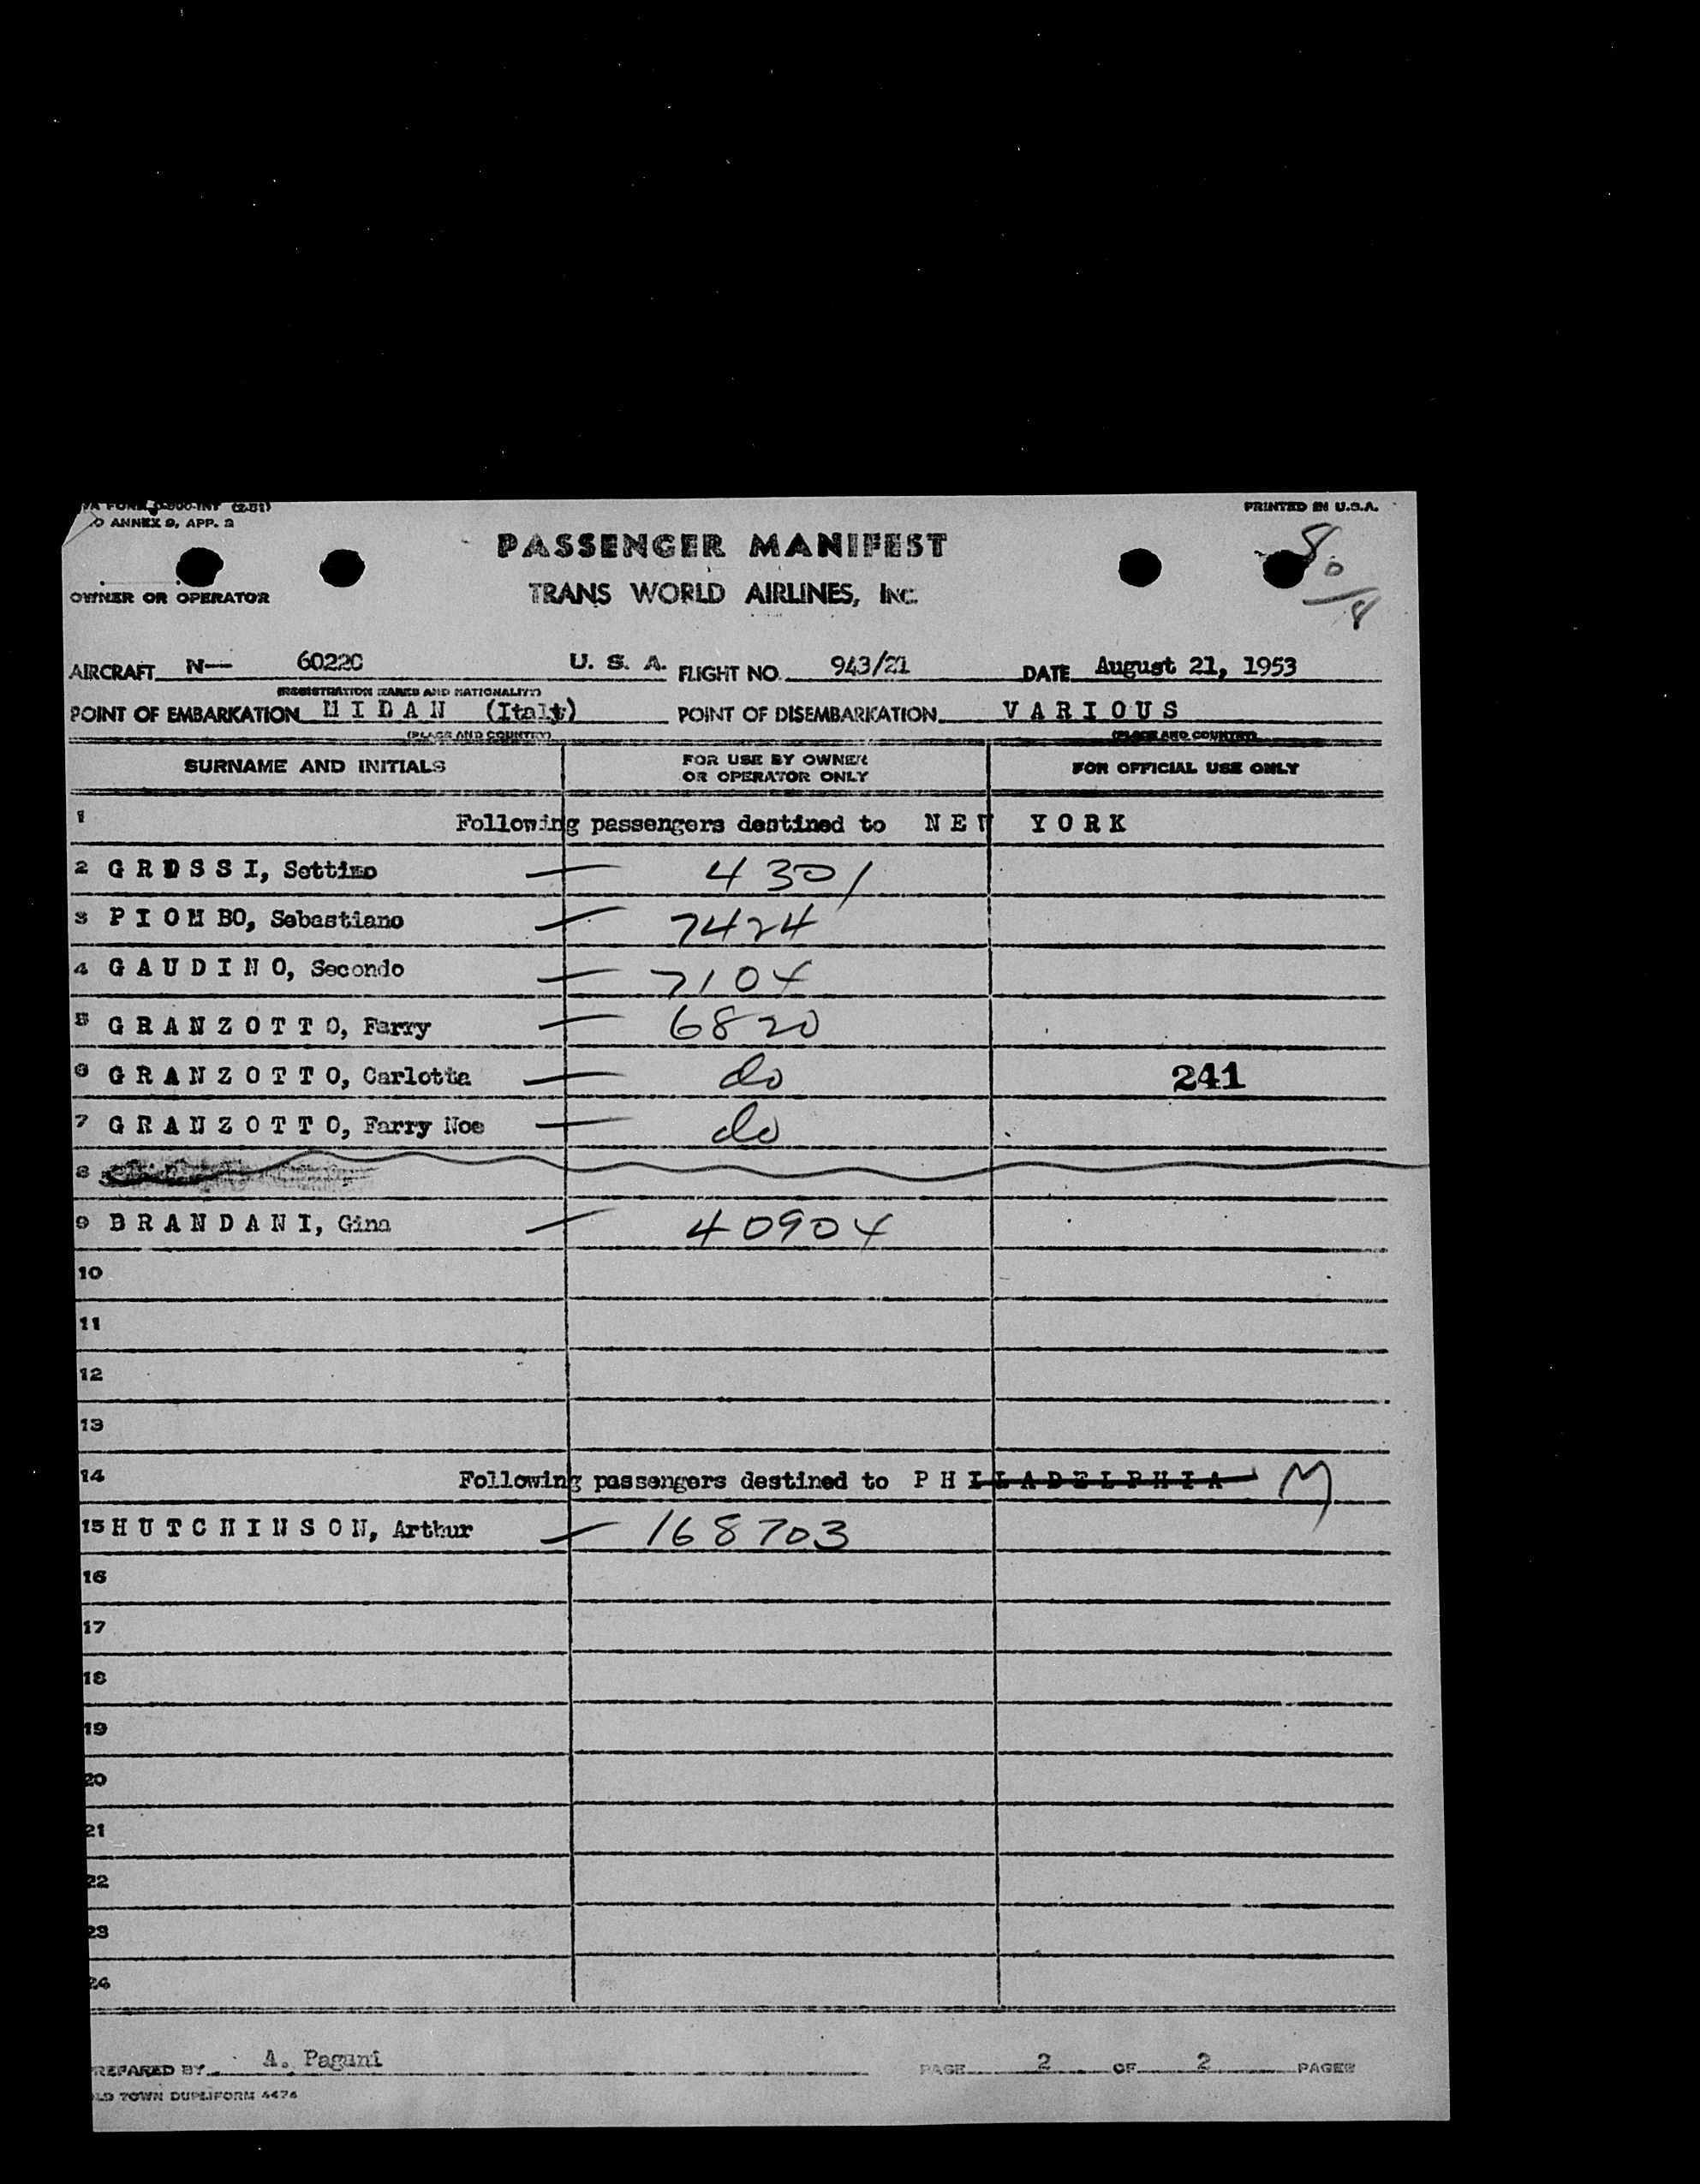 ANNEX 9, APP. 2
PRINTED IN U.S.A.
PASSENGER MANIFEST
OWNER OR OPERATOR
TRANS WORLD AIRLINES, INC.
AIRCRAFT N— 6022C U. S. A. FLIGHT NO. 943/21 DATE August 21, 1953
(REGISTRATION MARKS AND NATIONALITY)
POINT OF EMBARKATION M I D A N (Italy) POINT OF DISEMBARKATION V A R I O U S
(PLACE AND COUNTRY) (PLACE AND COUNTRY)
SURNAME AND INITIALS FOR USE BY OWNER OR OPERATOR ONLY FOR OFFICIAL USE ONLY
1 Following passengers destined to N E W Y O R K
2 G R O S S I, Settimo — 4301
3 P I O M BO, Sebastiano — 7424
4 G A U D I N O, Secondo — 7104
5 G R A N Z O T T O, Farry — 6820
6 G R A N Z O T T O, Carlotta — do 241
7 G R A N Z O T T O, Farry Noe — do
8
9 B R A N D A N I, Gina — 40904
10
11
12
13
14 Following passengers destined to P H I L A D E L P H I A M
15 H U T C H I N S O N, Arthur — 168703
16
17
18
19
20
21
22
23
24
PREPARED BY A. Paguni PAGE 2 OF 2 PAGES
OLD TOWN DUPLIFORM 4474